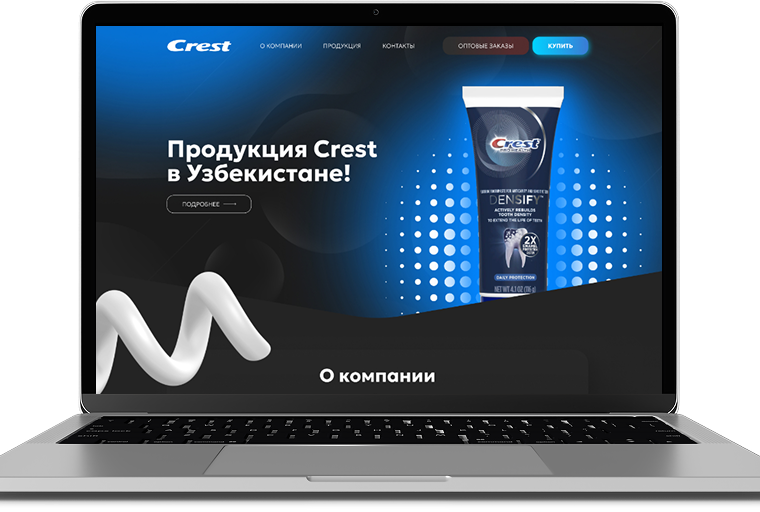 Crest
О КОМПАНИИ
ПРОДУКЦИЯ
КОНТАКТЫ
ОПТОВЫЕ ЗАКАЗЫ
КУПИТЬ
Продукция Crest
в Узбекистане!
ПОДРОБНЕЕ
Crest
DENSIFY
ACTIVELY REBUILDS
TOOTH DENSITY
TO EXTEND THE LIFE OF TEETH
2X
DAILY PROTECTION
NET WT 4.1 OZ (116 g)
О компании